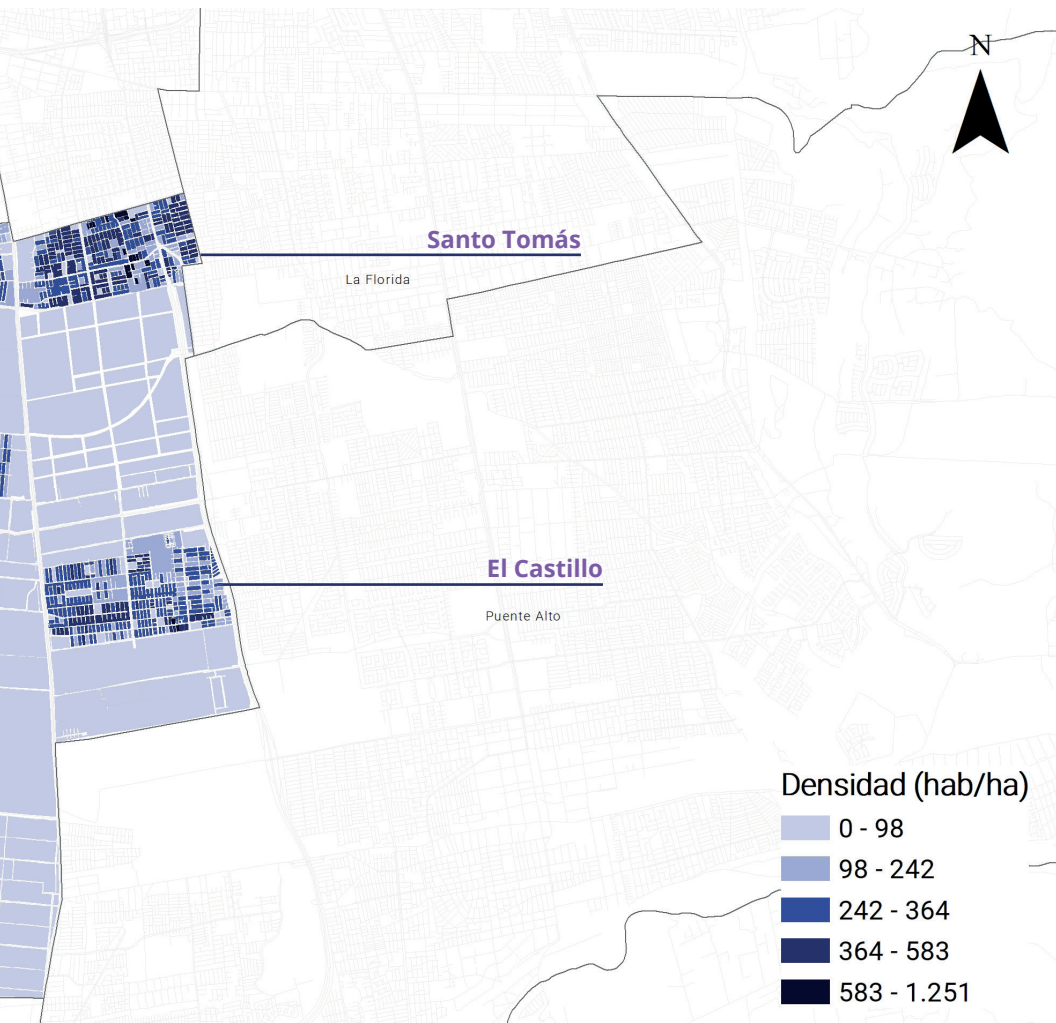 N
Santo Tomás
La Florida
El Castillo
Puente Alto
Densidad (hab/ha)
0 - 98
98 - 242
242 - 364
364 - 583
583 - 1.251